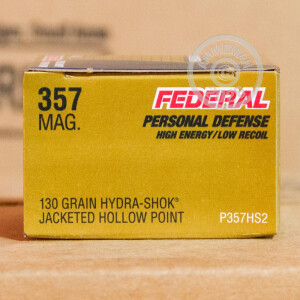 357
MAG.
FEDERAL
PERSONAL DEFENSE
HIGH ENERGY/LOW RECOIL
130 GRAIN HYDRA-SHOK®
JACKETED HOLLOW POINT
P357HS2